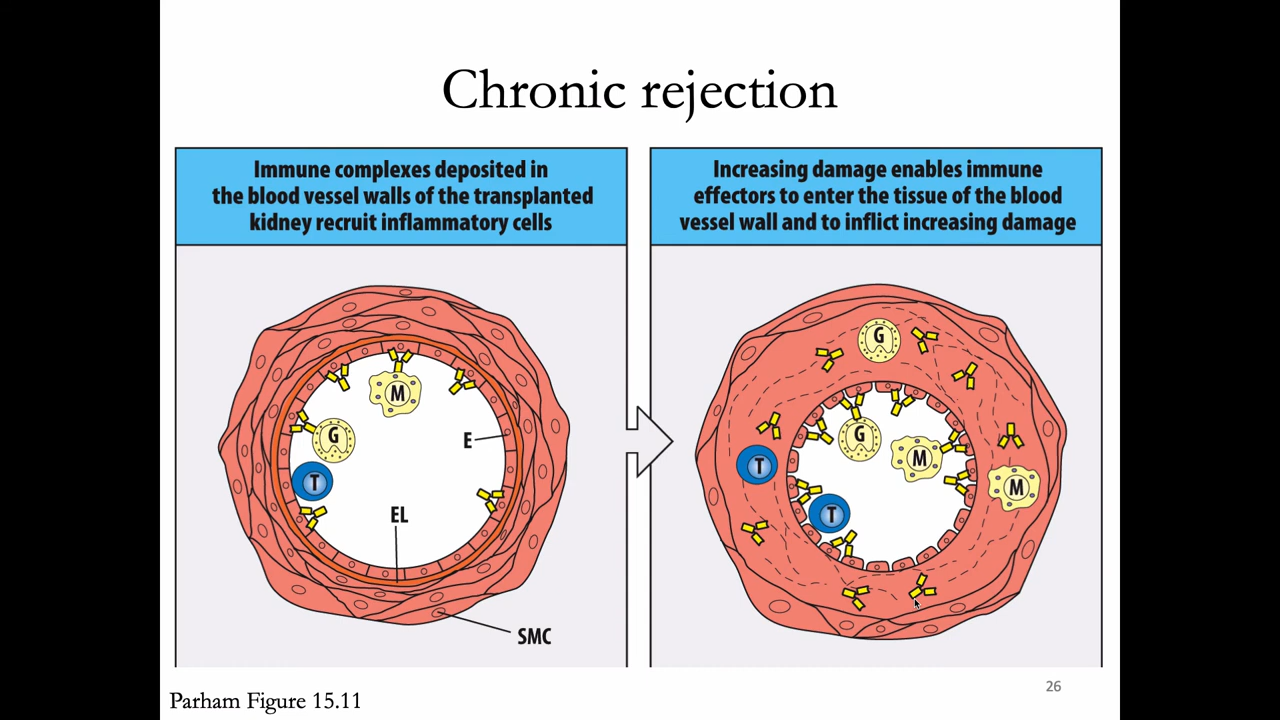 Chronic rejection
Immune complexes deposited in
the blood vessel walls of the transplanted
kidney recruit inflammatory cells
Increasing damage enables immune
effectors to enter the tissue of the blood
vessel wall and to inflict increasing damage
M
G
E
T
EL
SMC
G
G
M
T
M
T
Parham Figure 15.11
26